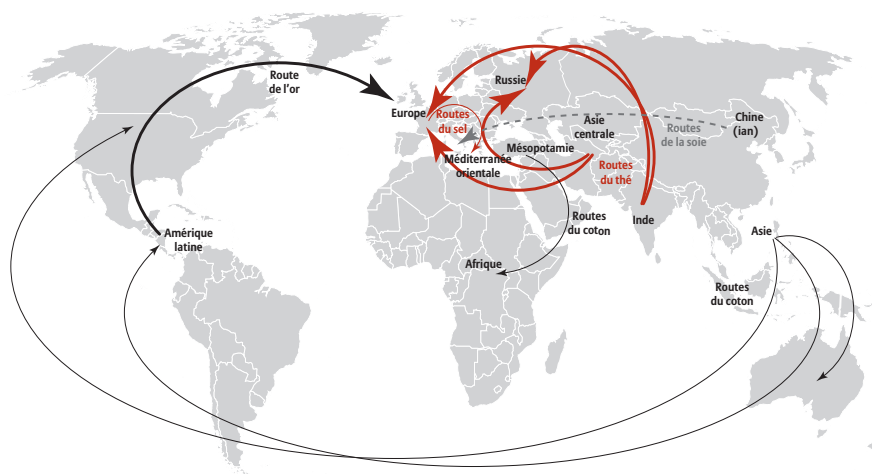 Route
de l'or
Europe
Russie
Routes
du sel
Asie
centrale
Chine
(ian)
Routes
de la soie
Mésopotamie
Méditerranée
orientale
Routes
du thé
Amérique
latine
Routes
du coton
Inde
Asie
Afrique
Routes
du coton